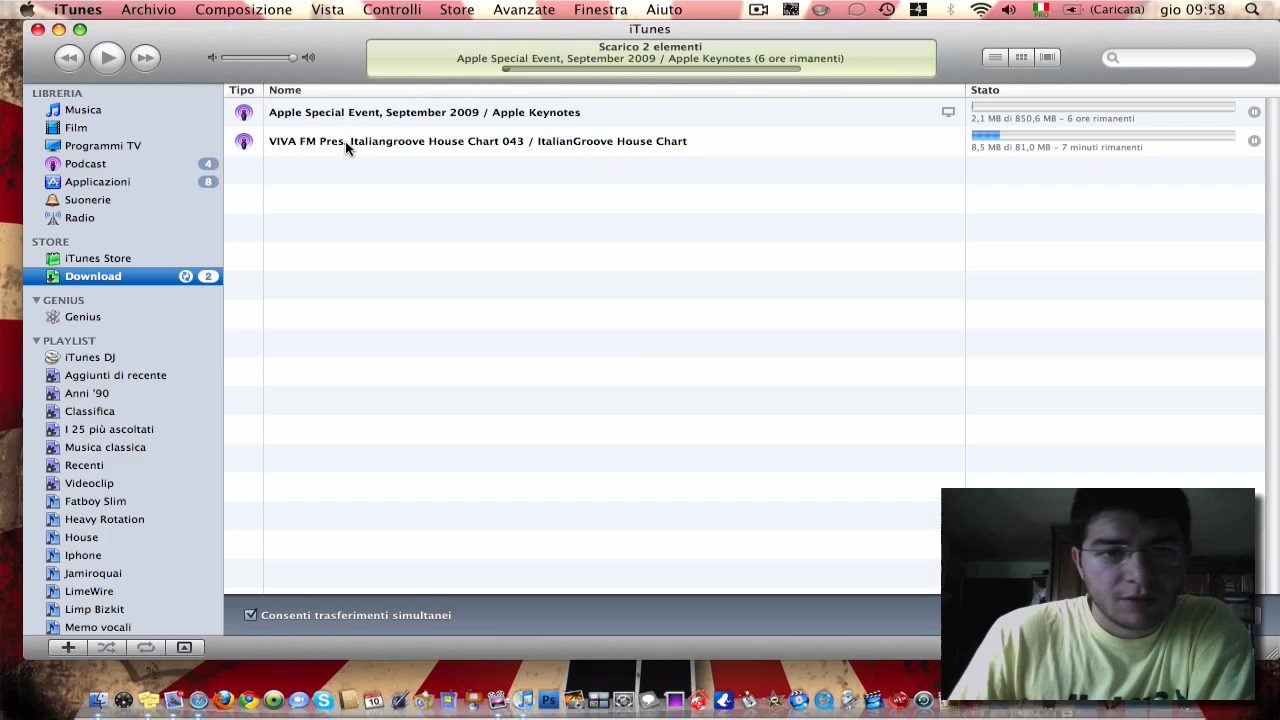 iTunes Archivio Composizione Vista Controlli Store Avanzate Finestra Aiuto 4 PRO (Caricata) gio 09:58
iTunes
Scarico 2 elementi
Apple Special Event, September 2009 / Apple Keynotes (6 ore rimanenti)
Tipo Nome Stato
Apple Special Event, September 2009 / Apple Keynotes
2,1 MB di 850,6 MB – 6 ore rimanenti
VIVA FM Pres. Italiangroove House Chart 043 / ItalianGroove House Chart
8,5 MB di 81,0 MB – 7 minuti rimanenti
LIBRERIA
Musica
Film
Programmi TV
Podcast 4
Applicazioni 8
Suonerie
Radio
STORE
iTunes Store
Download 2
GENIUS
Genius
PLAYLIST
iTunes DJ
Aggiunti di recente
Anni '90
Classifica
I 25 più ascoltati
Musica classica
Recenti
Videoclip
Fatboy Slim
Heavy Rotation
House
Iphone
Jamiroquai
LimeWire
Limp Bizkit
Memo vocali
Consenti trasferimenti simultanei
10
Ps